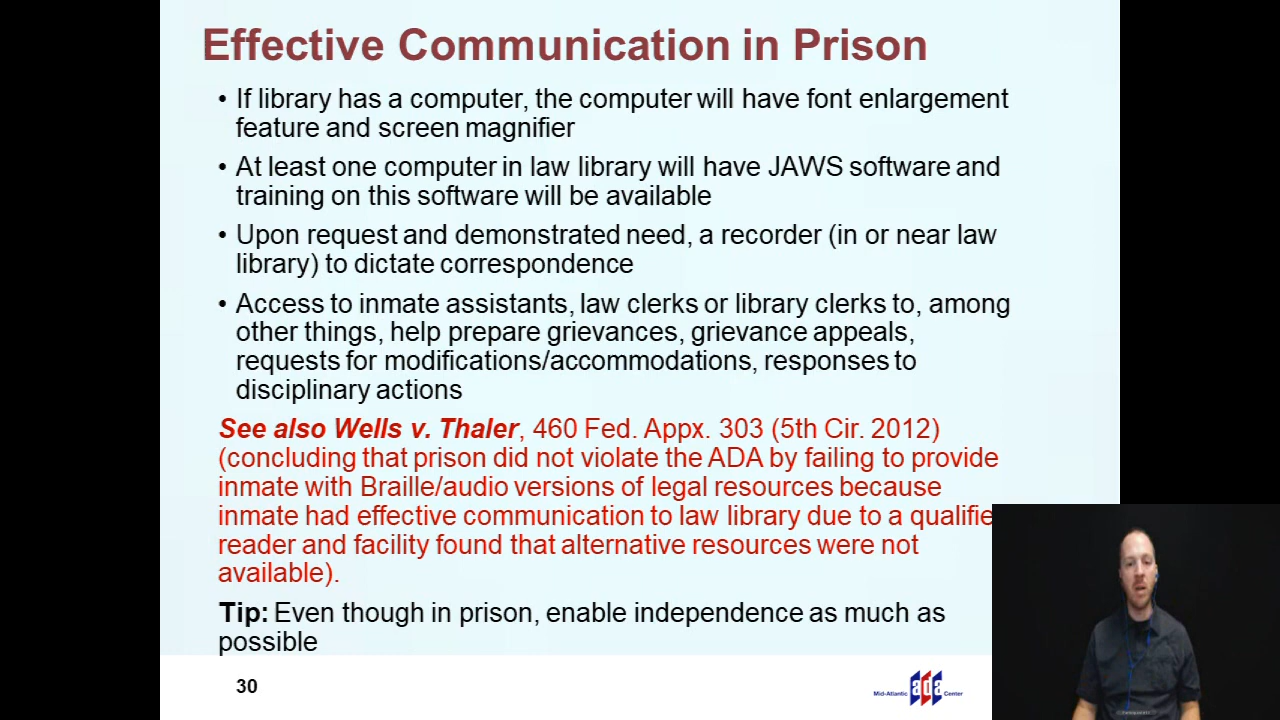 Effective Communication in Prison
• If library has a computer, the computer will have font enlargement
feature and screen magnifier
• At least one computer in law library will have JAWS software and
training on this software will be available
• Upon request and demonstrated need, a recorder (in or near law
library) to dictate correspondence
• Access to inmate assistants, law clerks or library clerks to, among
other things, help prepare grievances, grievance appeals,
requests for modifications/accommodations, responses to
disciplinary actions
See also Wells v. Thaler, 460 Fed. Appx. 303 (5th Cir. 2012)
(concluding that prison did not violate the ADA by failing to provide
inmate with Braille/audio versions of legal resources because
inmate had effective communication to law library due to a qualifie
reader and facility found that alternative resources were not
available).
Tip: Even though in prison, enable independence as much as
possible
30
Mid-Atlantic ada Center